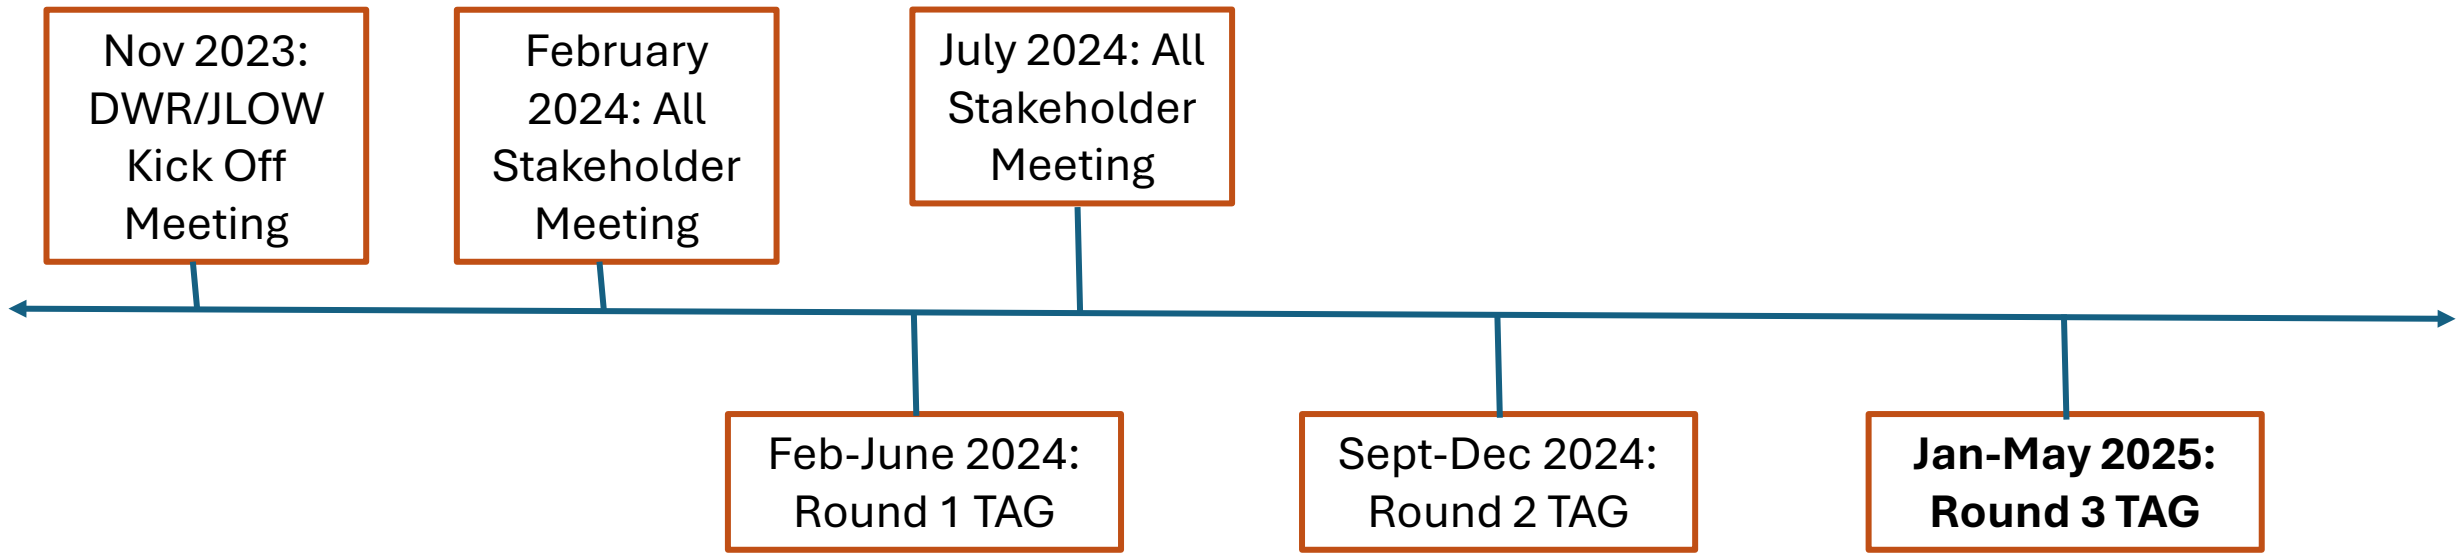 Nov 2023:
DWR/JLOW
Kick Off
Meeting
February
2024: All
Stakeholder
Meeting
July 2024: All
Stakeholder
Meeting
Feb-June 2024:
Round 1 TAG
Sept-Dec 2024:
Round 2 TAG
Jan-May 2025:
Round 3 TAG